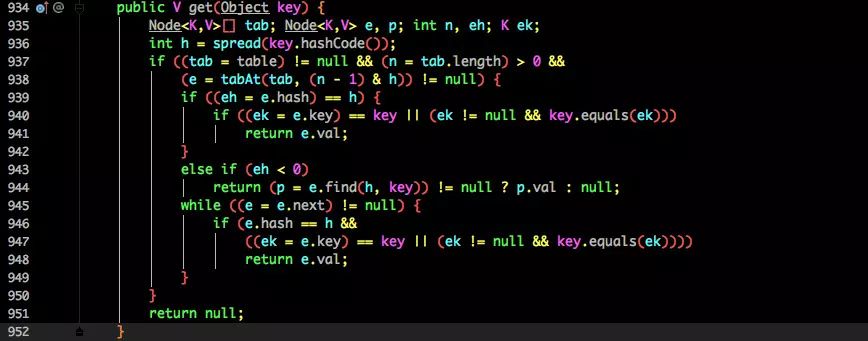 934 @ public V get(Object key) {
935 Node<K,V>[] tab; Node<K,V> e, p; int n, eh; K ek;
936 int h = spread(key.hashCode());
937 if ((tab = table) != null && (n = tab.length) > 0 &&
938 (e = tabAt(tab, (n - 1) & h)) != null) {
939 if ((eh = e.hash) == h) {
940 if ((ek = e.key) == key || (ek != null && key.equals(ek)))
941 return e.val;
942 }
943 else if (eh < 0)
944 return (p = e.find(h, key)) != null ? p.val : null;
945 while ((e = e.next) != null) {
946 if (e.hash == h &&
947 ((ek = e.key) == key || (ek != null && key.equals(ek))))
948 return e.val;
949 }
950 }
951 return null;
952 }